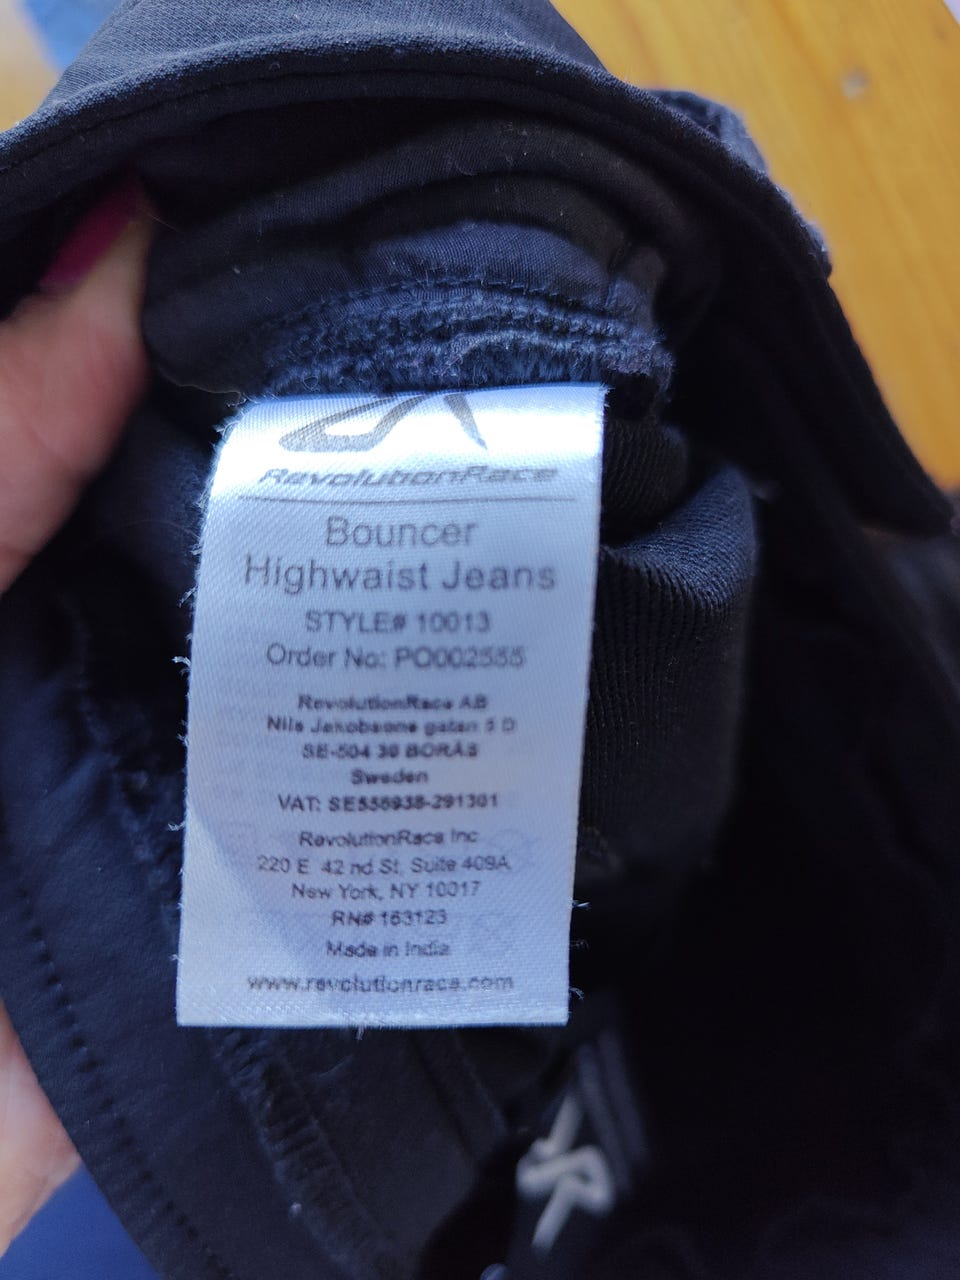 RevolutionRace
Bouncer
Highwaist Jeans
STYLE# 10013
Order No: PO002555
RevolutionRace AB
Nils Jakobsons gatan 5 D
SE-504 30 BORÅS
Sweden
VAT: SE556938-291301
RevolutionRace Inc
220 E 42 nd St, Suite 409A
New York, NY 10017
RN# 163123
Made in India
www.revolutionrace.com